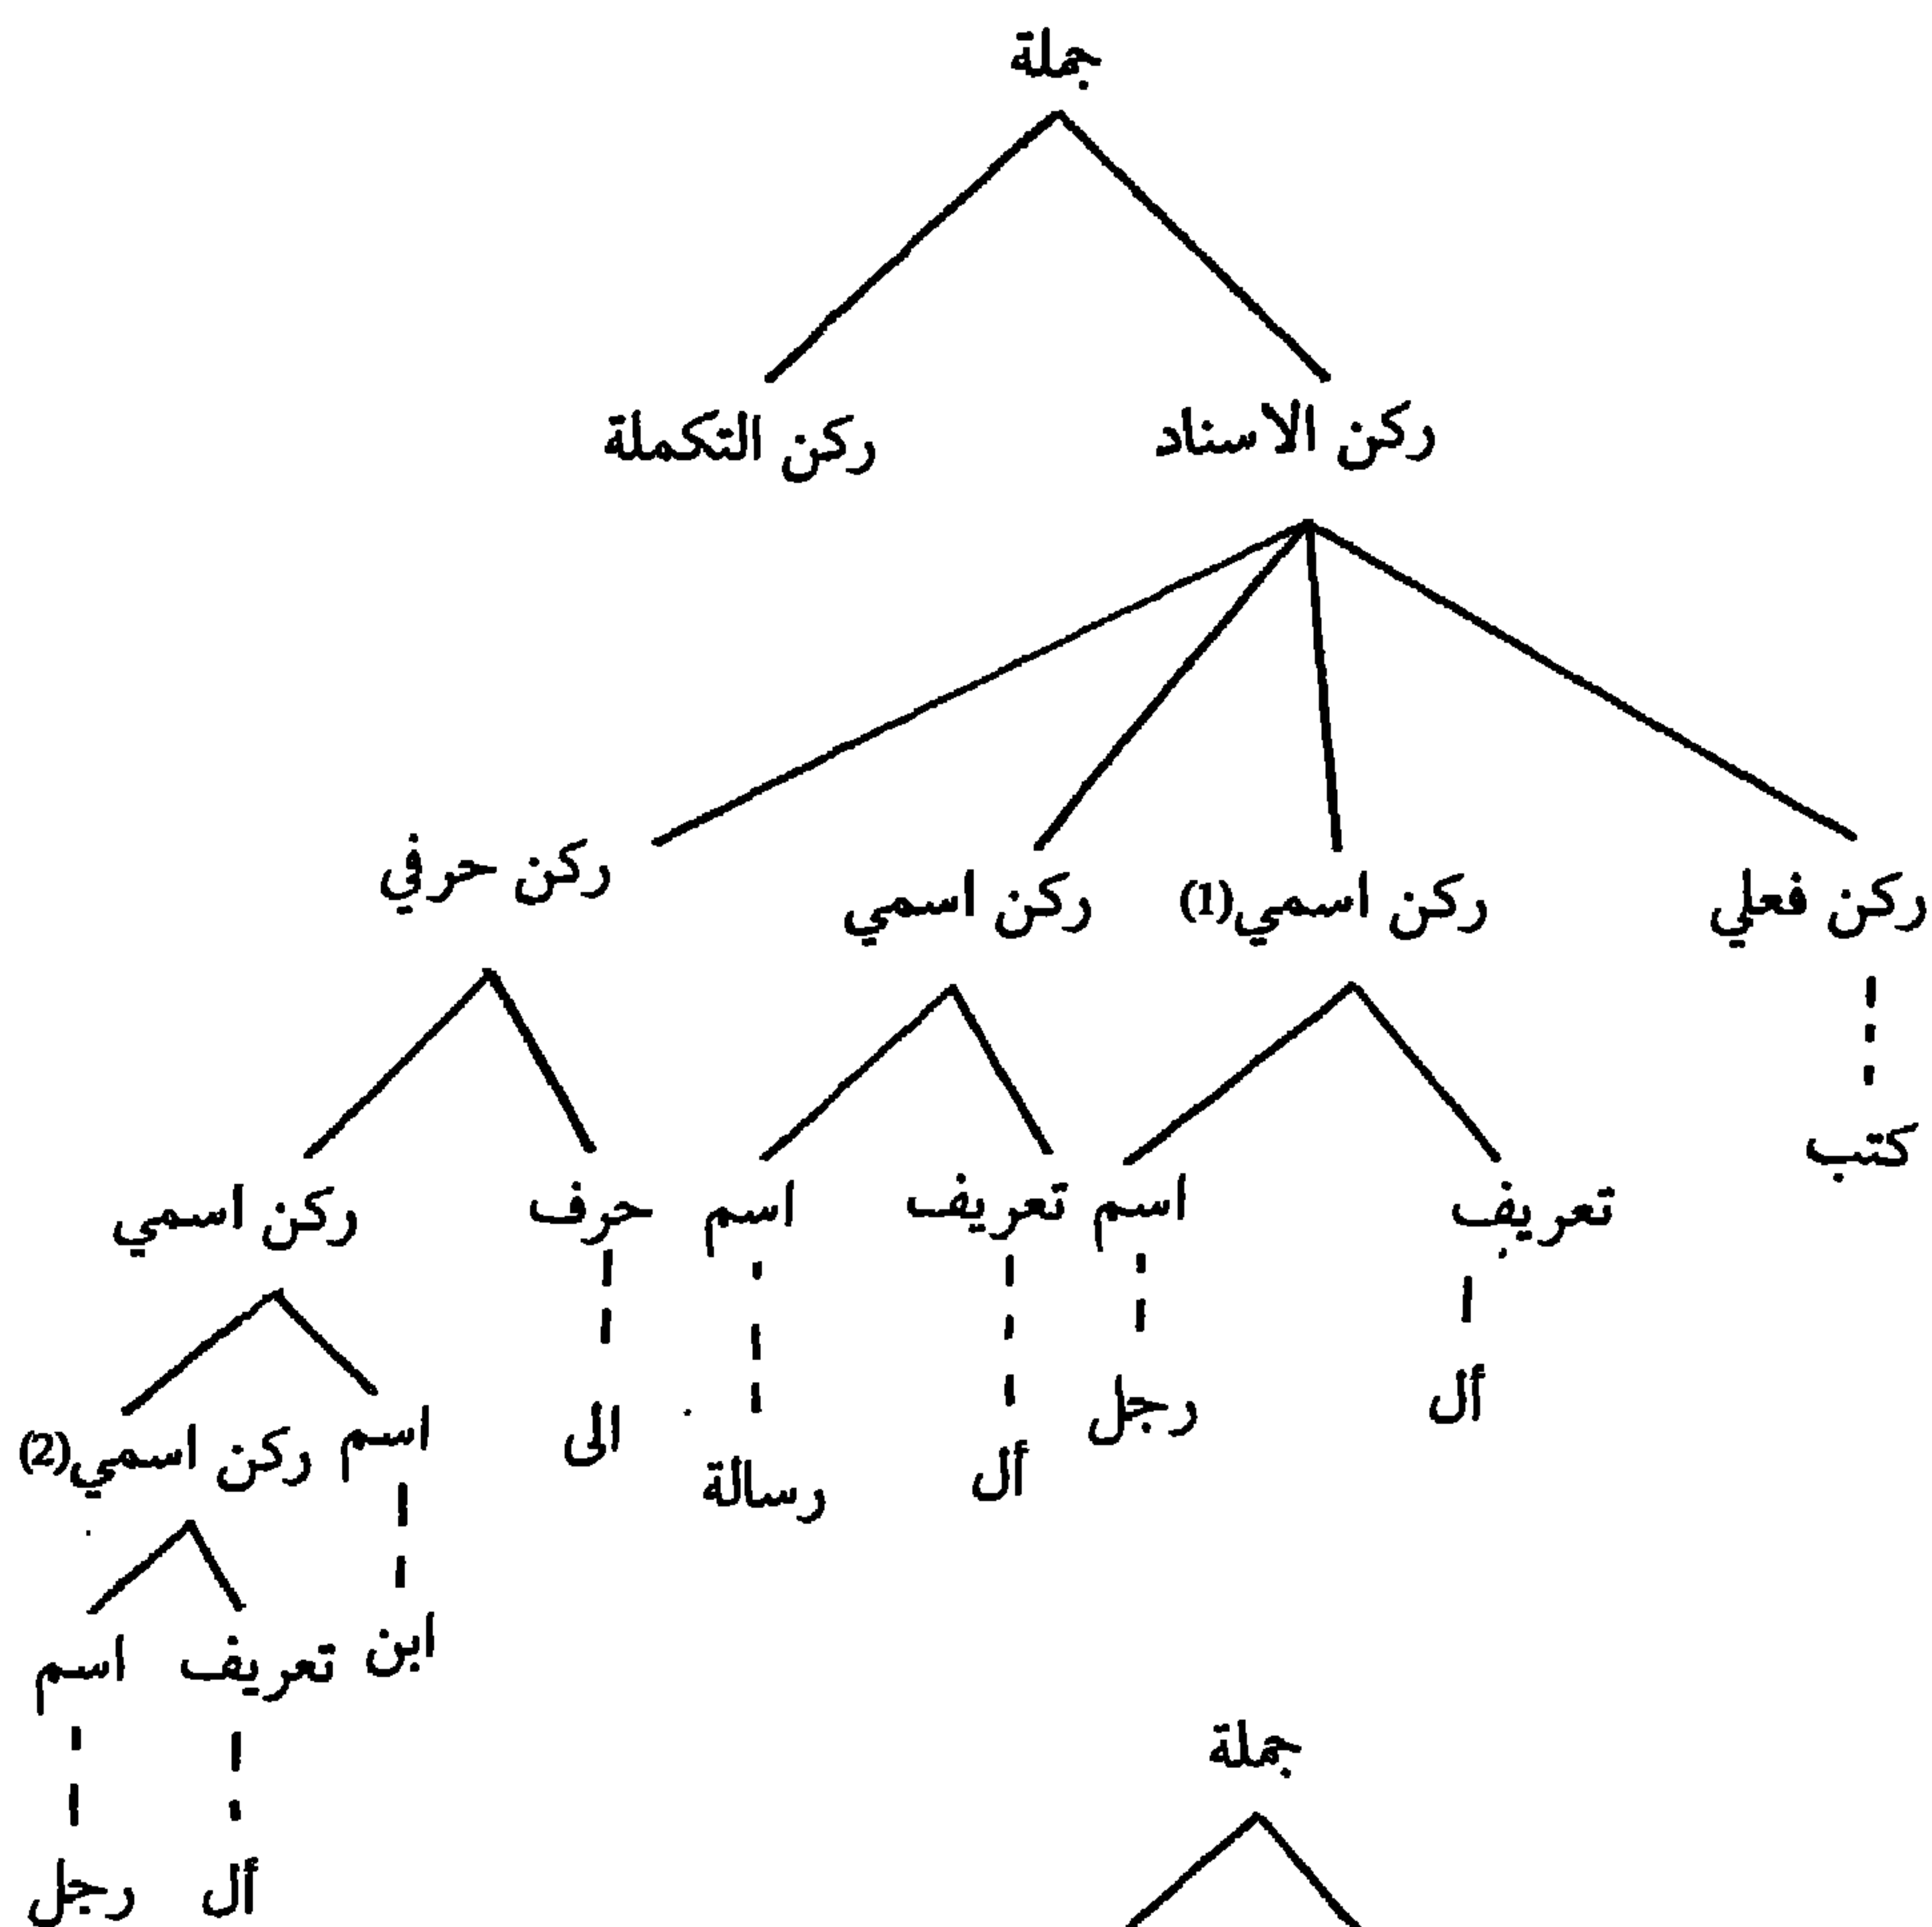 جملة
ركن الاسناد ركن التكملة
ركن فعلي ركن اسمي(1) ركن اسمي ركن حرفي
كتب
تعريف اسم تعريف اسم حرف ركن اسمي
أل رجل أل رسالة الى اسم ركن اسمي(2)
ابن تعريف اسم
أل رجل
جملة